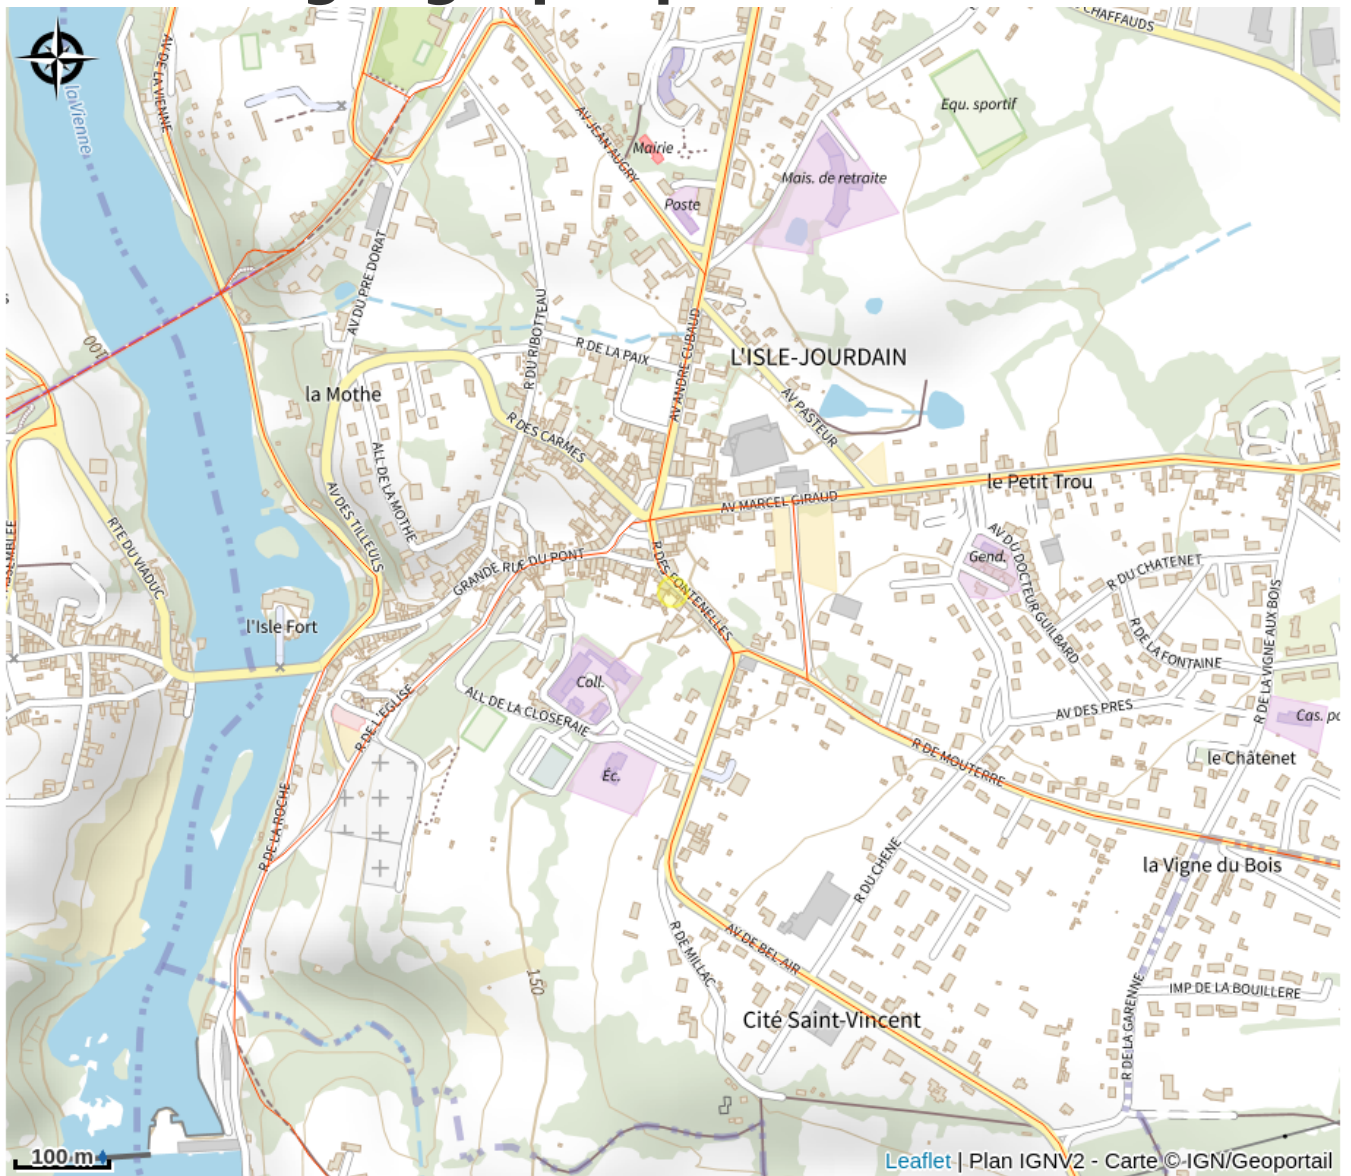 CHAFFAUDS
AV DE LA VIENNE
la Vienne
Equ. sportif
AV JEAN AUGRY
Mairie
Mais. de retraite
Poste
AV DU PRE DORAT
R DU RIBOTTEAU
AV ANDRE CUBAUD
100
R DE LA PAIX
L'ISLE-JOURDAIN
la Mothe
AV PASTEUR
R DES CARMES
ALL DE LA MOTHE
le Petit Trou
AV MARCEL GIRAUD
AV DES TILLEULS
RTE DU VIADUC
GRANDE RUE DU PONT
R DES FONTENELLES
Gend.
AV DU DOCTEUR GUILBARD
R DU CHATENET
R DE LA FONTAINE
R DE LA VIGNE AUX BOIS
l'Isle Fort
Coll.
ALL DE LA CLOSERAIE
R DE L'EGLISE
AV DES PRES
Cas. po
R DE MOUTERRE
le Châtenet
Éc.
R DE LA ROCHE
R DU CHENE
la Vigne du Bois
R DE MILLAC
AV DE BEL AIR
150
IMP DE LA BOUILLERE
Cité Saint-Vincent
R DE LA GARENNE
100 m
Leaflet | Plan IGNV2 - Carte © IGN/Geoportail